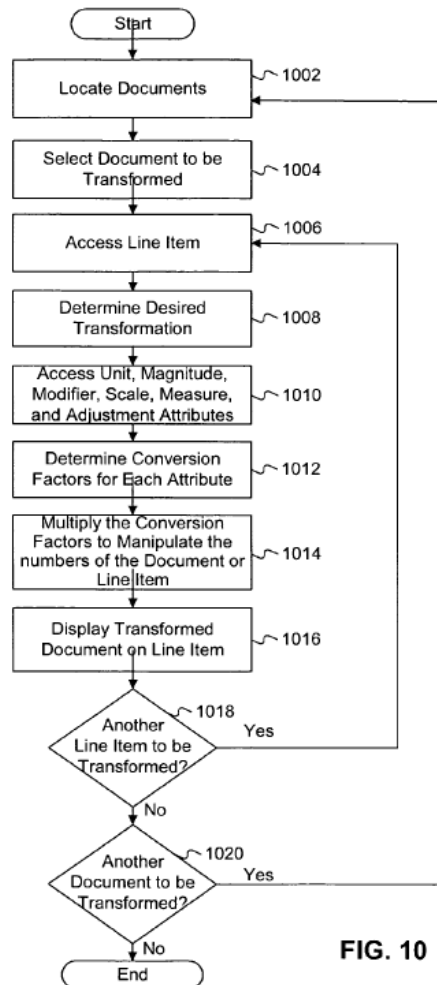 Start
Locate Documents
1002
Select Document to be
Transformed
1004
Access Line Item
1006
Determine Desired
Transformation
1008
Access Unit, Magnitude,
Modifier, Scale, Measure,
and Adjustment Attributes
1010
Determine Conversion
Factors for Each Attribute
1012
Multiply the Conversion
Factors to Manipulate the
numbers of the Document or
Line Item
1014
Display Transformed
Document on Line Item
1016
Another
Line Item to be
Transformed?
1018
Yes
No
Another
Document to be
Transformed?
1020
Yes
No
End
FIG. 10